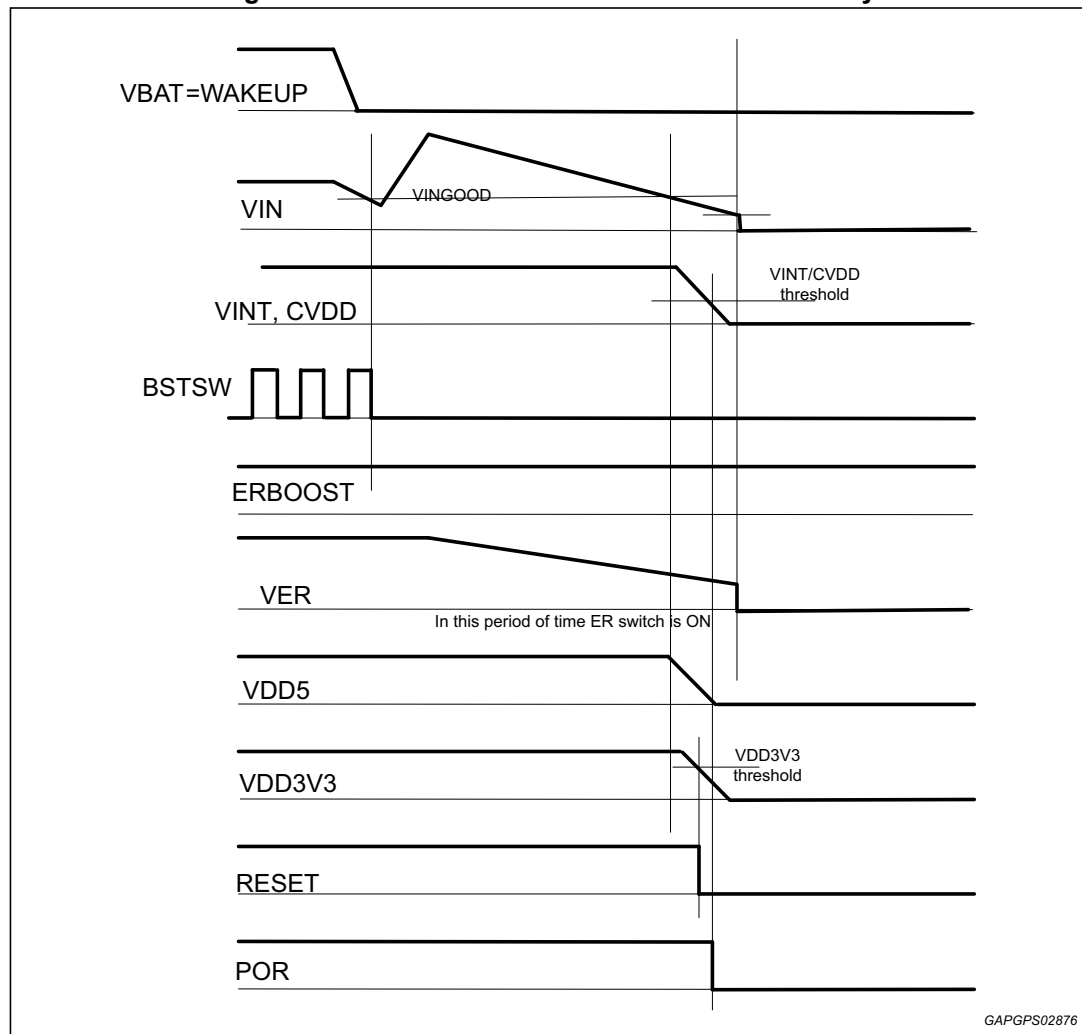 VBAT=WAKEUP
VINGOOD
VIN
VINT/CVDD
threshold
VINT, CVDD
BSTSW
ERBOOST
VER
In this period of time ER switch is ON
VDD5
VDD3V3
threshold
VDD3V3
RESET
POR
GAPGPS02876